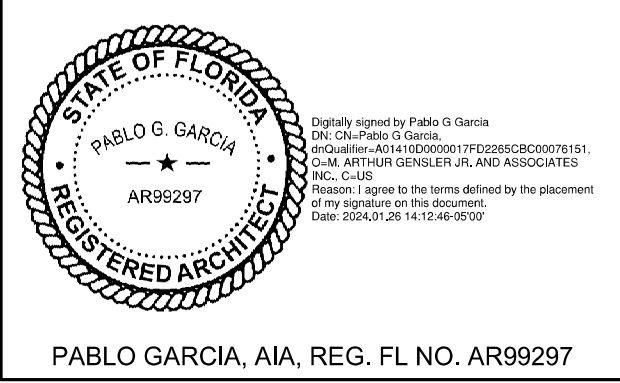 STATE OF FLORIDA
PABLO G. GARCIA
AR99297
REGISTERED ARCHITECT
Digitally signed by Pablo G Garcia
DN: CN=Pablo G Garcia,
dnQualifier=A01410D0000017FD2265CBC00076151,
O=M. ARTHUR GENSLER JR. AND ASSOCIATES
INC., C=US
Reason: I agree to the terms defined by the placement
of my signature on this document.
Date: 2024.01.26 14:12:46-05'00'
PABLO GARCIA, AIA, REG. FL NO. AR99297